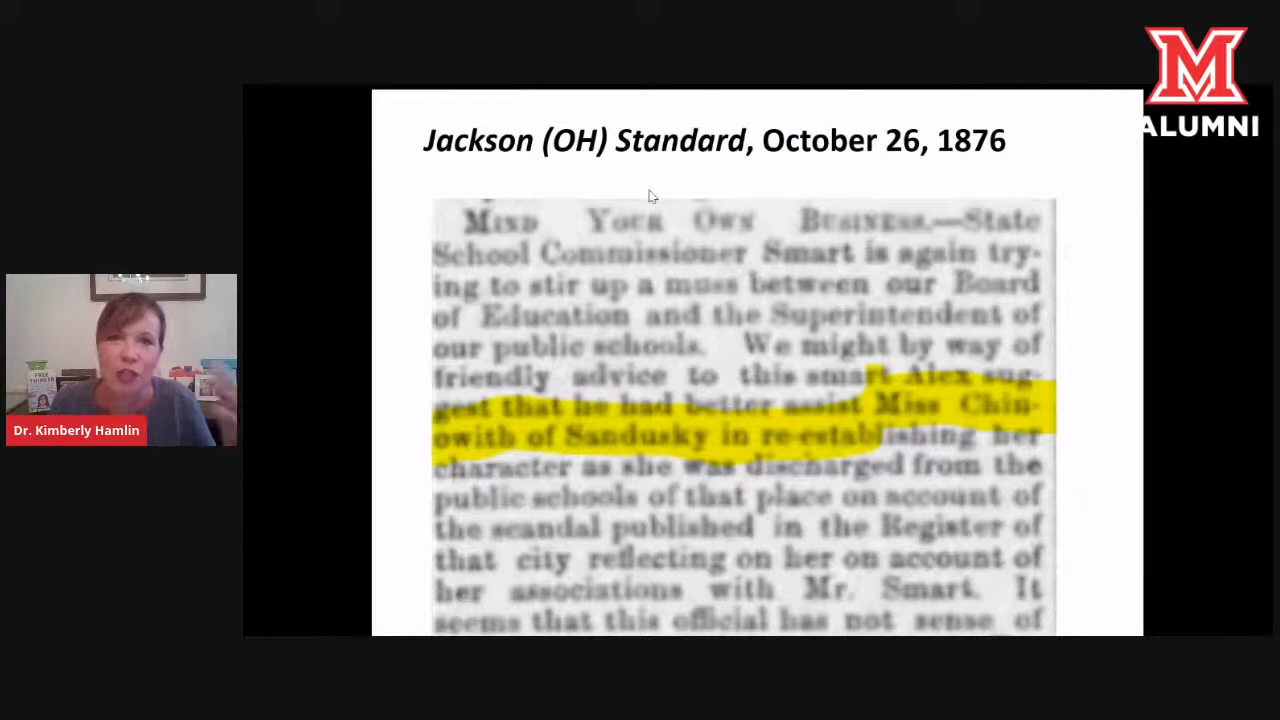 M
ALUMNI
Jackson (OH) Standard, October 26, 1876
MIND YOUR OWN BUSINESS.—State
School Commissioner Smart is again try-
ing to stir up a muss between our Board
of Education and the Superintendent of
our public schools. We might by way of
friendly advice to this smart Alex sug-
gest that he had better assist Miss Chin-
owith of Sandusky in re-establishing her
character as she was discharged from the
public schools of that place on account of
the scandal published in the Register of
that city reflecting on her on account of
her associations with Mr. Smart. It
seems that this official has not sense of
FREE
THINKER
Dr. Kimberly Hamlin